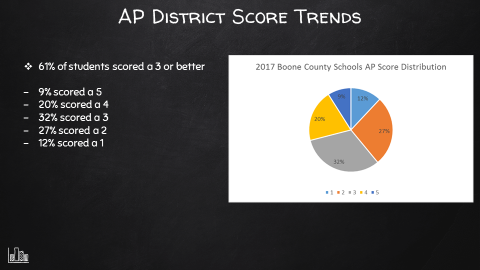 AP District Score Trends
❖ 61% of students scored a 3 or better
– 9% scored a 5
– 20% scored a 4
– 32% scored a 3
– 27% scored a 2
– 12% scored a 1
2017 Boone County Schools AP Score Distribution
9% 12%
20% 27%
32%
1 2 3 4 5